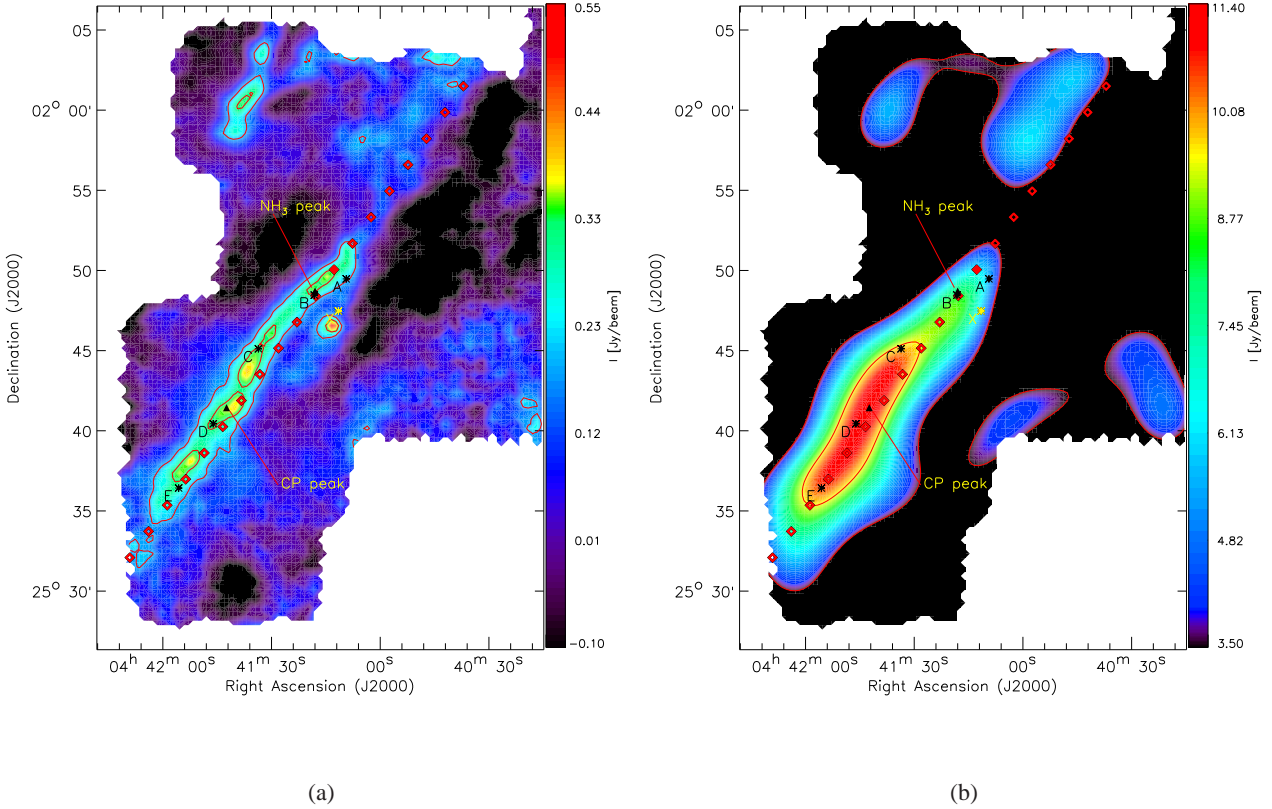 05
02° 00'
55
50
45
40
35
25° 30'
Declination (J2000)
04ʰ 42ᵐ 00ˢ
41ᵐ 30ˢ
00ˢ
40ᵐ 30ˢ
Right Ascension (J2000)
NH₃ peak
A
B
C
D
E
CP peak
0.55
0.44
0.33
0.23
0.12
0.01
−0.10
I [Jy/beam]
(a)
05
02° 00'
55
50
45
40
35
25° 30'
Declination (J2000)
04ʰ 42ᵐ 00ˢ
41ᵐ 30ˢ
00ˢ
40ᵐ 30ˢ
Right Ascension (J2000)
NH₃ peak
A
B
C
D
E
CP peak
11.40
10.08
8.77
7.45
6.13
4.82
3.50
I [Jy/beam]
(b)